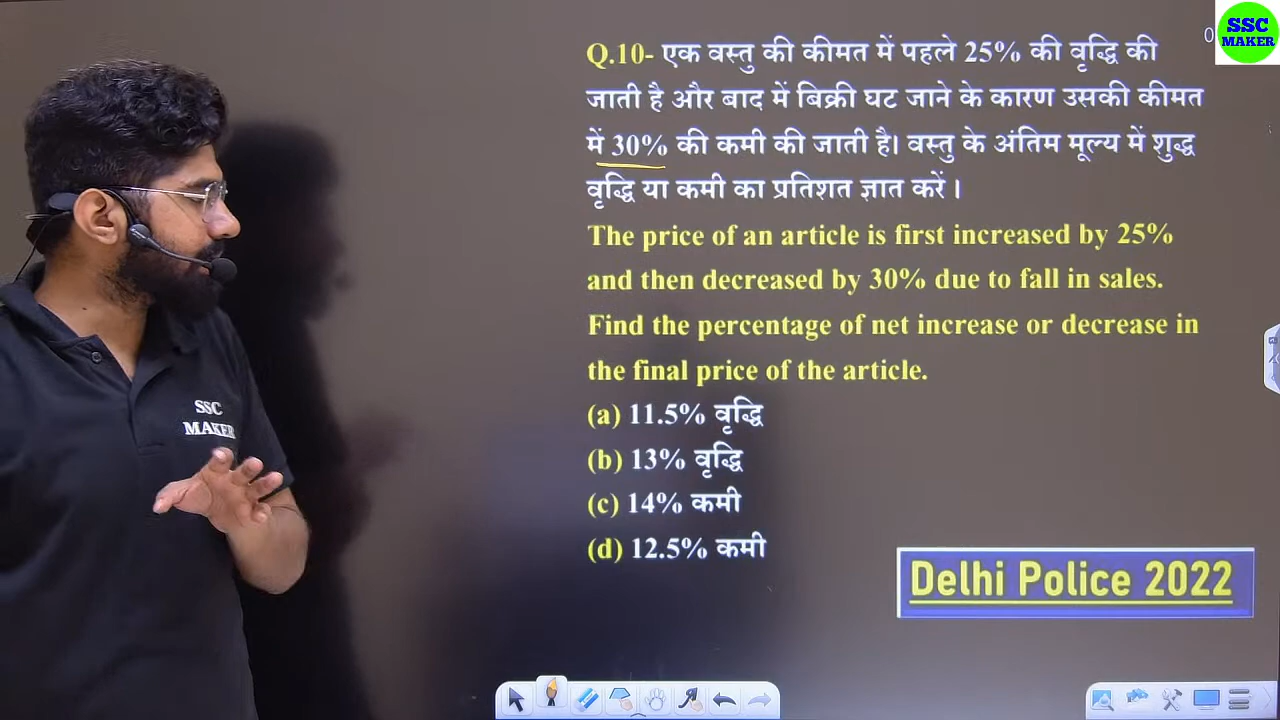 SSC
MAKER
Q.10- एक वस्तु की कीमत में पहले 25% की वृद्धि की
जाती है और बाद में बिक्री घट जाने के कारण उसकी कीमत
में 30% की कमी की जाती है। वस्तु के अंतिम मूल्य में शुद्ध
वृद्धि या कमी का प्रतिशत ज्ञात करें।
The price of an article is first increased by 25%
and then decreased by 30% due to fall in sales.
Find the percentage of net increase or decrease in
the final price of the article.
(a) 11.5% वृद्धि
(b) 13% वृद्धि
(c) 14% कमी
(d) 12.5% कमी
Delhi Police 2022
SSC
MAKER